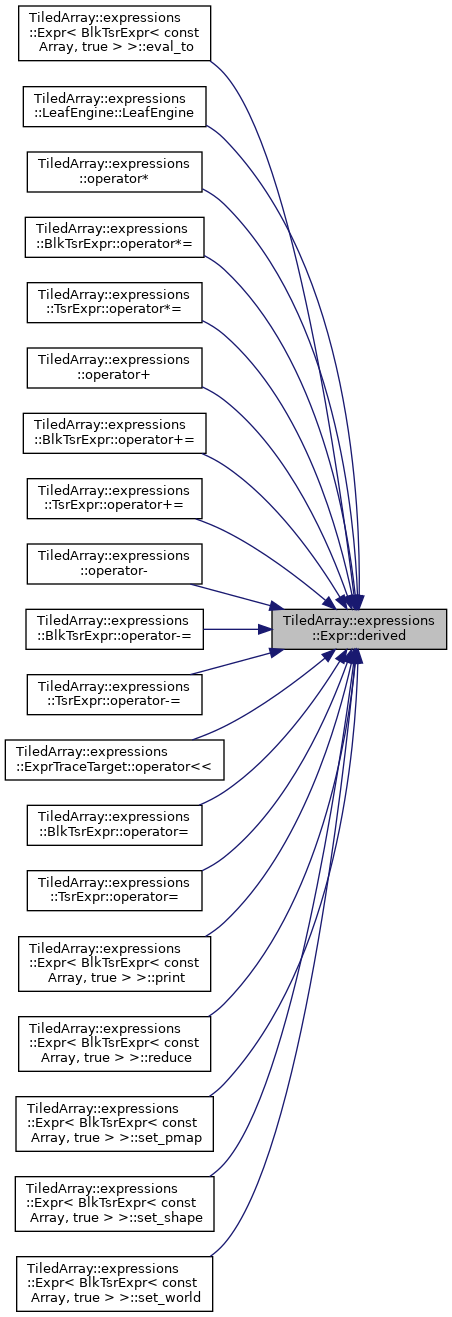 TiledArray::expressions
::Expr< BlkTsrExpr< const
Array, true > >::eval_to
TiledArray::expressions
::LeafEngine::LeafEngine
TiledArray::expressions
::operator*
TiledArray::expressions
::BlkTsrExpr::operator*=
TiledArray::expressions
::TsrExpr::operator*=
TiledArray::expressions
::operator+
TiledArray::expressions
::BlkTsrExpr::operator+=
TiledArray::expressions
::TsrExpr::operator+=
TiledArray::expressions
::operator-
TiledArray::expressions
::Expr::derived
TiledArray::expressions
::BlkTsrExpr::operator-=
TiledArray::expressions
::TsrExpr::operator-=
TiledArray::expressions
::ExprTraceTarget::operator<<
TiledArray::expressions
::BlkTsrExpr::operator=
TiledArray::expressions
::TsrExpr::operator=
TiledArray::expressions
::Expr< BlkTsrExpr< const
Array, true > >::print
TiledArray::expressions
::Expr< BlkTsrExpr< const
Array, true > >::reduce
TiledArray::expressions
::Expr< BlkTsrExpr< const
Array, true > >::set_pmap
TiledArray::expressions
::Expr< BlkTsrExpr< const
Array, true > >::set_shape
TiledArray::expressions
::Expr< BlkTsrExpr< const
Array, true > >::set_world